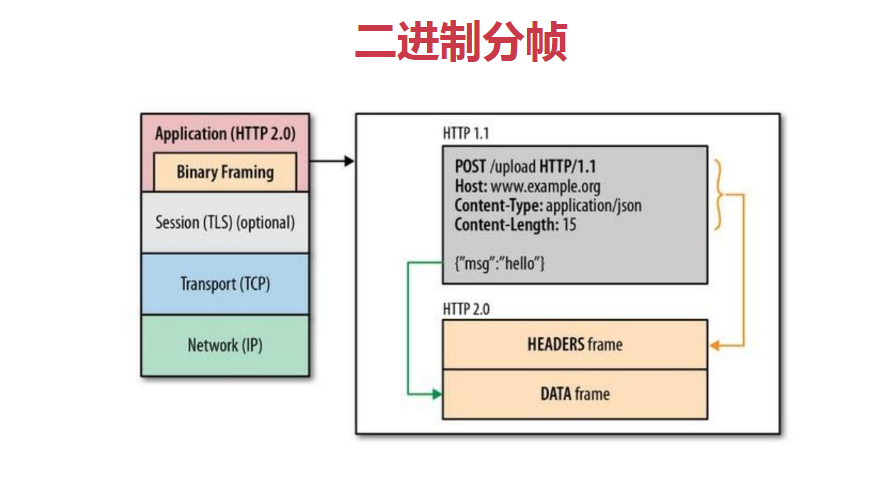 二进制分帧
Application (HTTP 2.0)
Binary Framing
Session (TLS) (optional)
Transport (TCP)
Network (IP)
HTTP 1.1
POST /upload HTTP/1.1
Host: www.example.org
Content-Type: application/json
Content-Length: 15
{"msg":"hello"}
HTTP 2.0
HEADERS frame
DATA frame